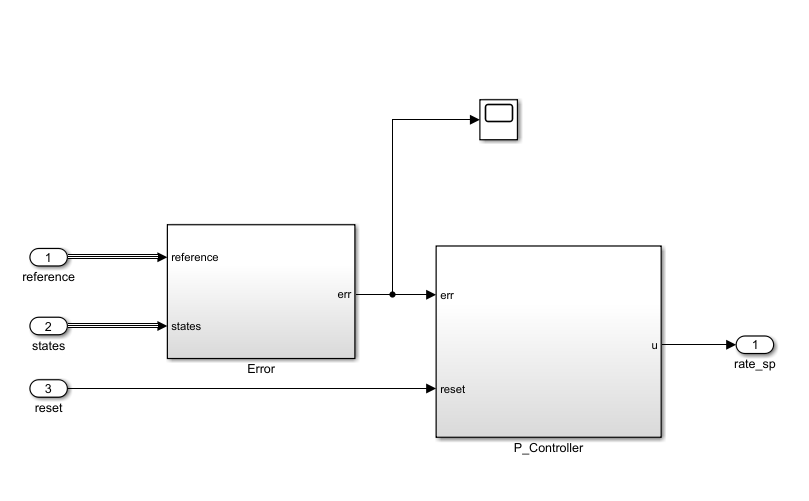 1
reference
2
states
3
reset
reference
states
err
Error
err
reset
u
P_Controller
1
rate_sp